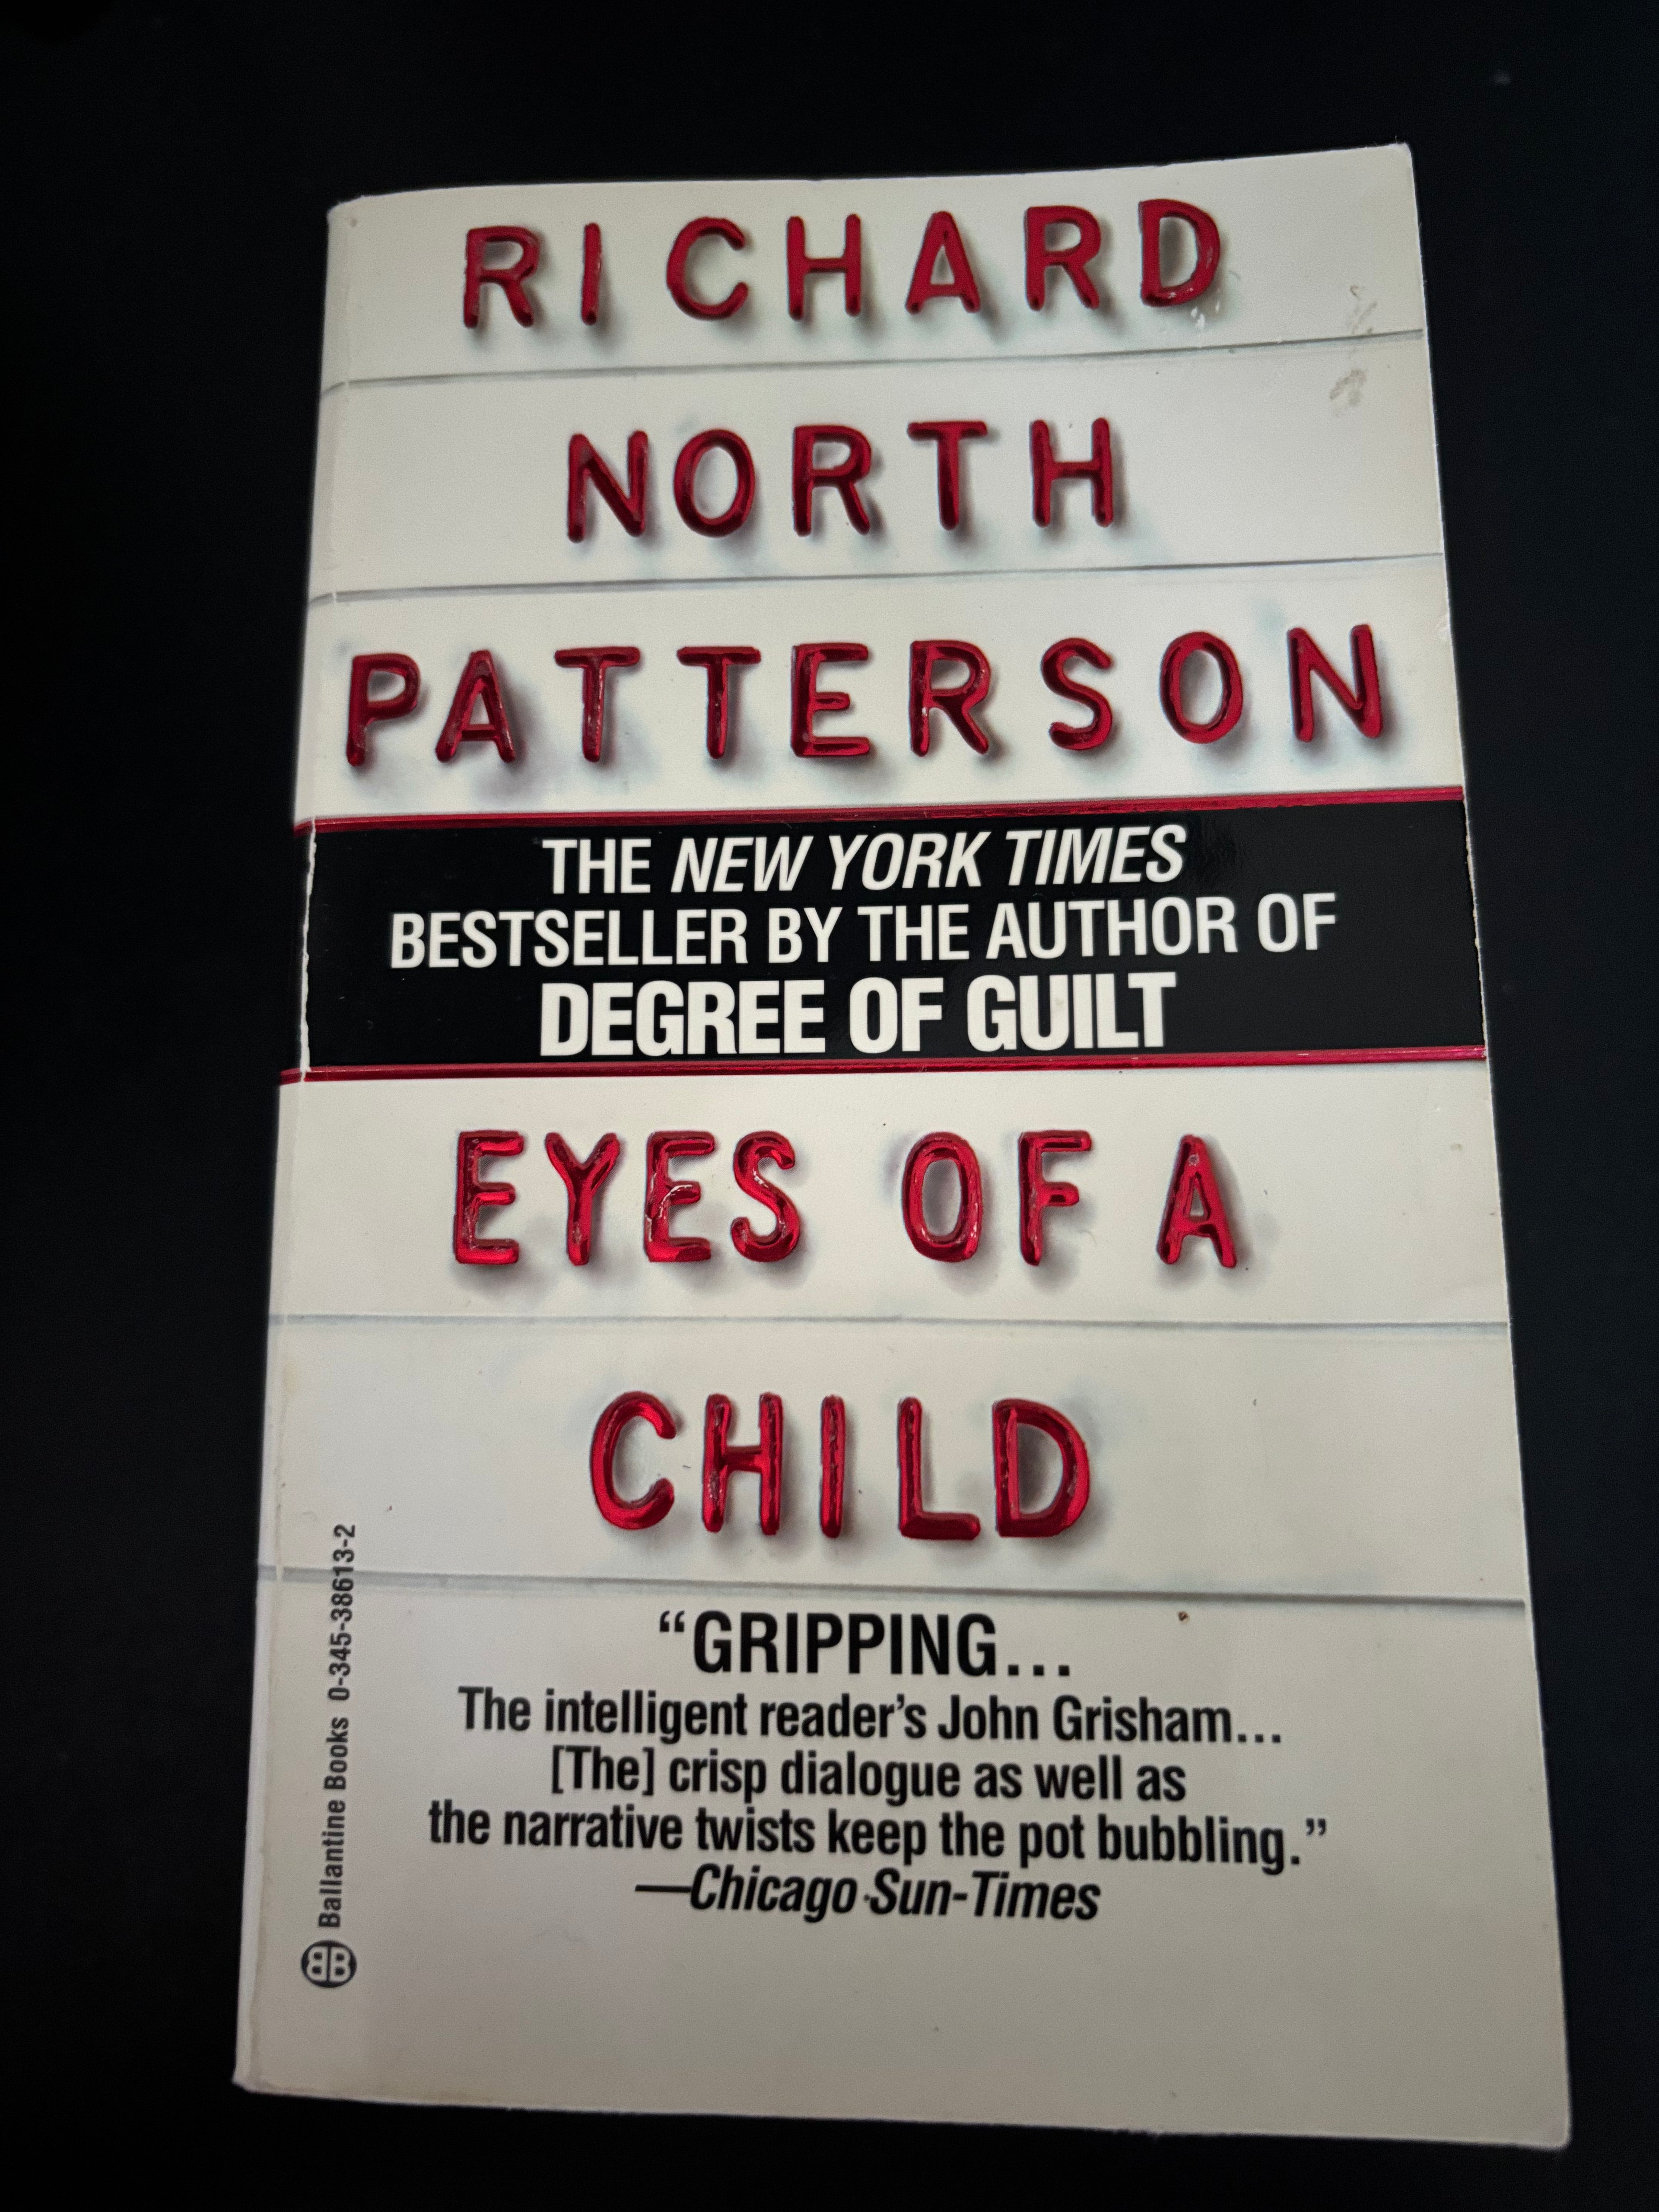 RICHARD
NORTH
PATTERSON
THE NEW YORK TIMES
BESTSELLER BY THE AUTHOR OF
DEGREE OF GUILT
EYES OF A
CHILD
“GRIPPING...
The intelligent reader’s John Grisham...
[The] crisp dialogue as well as
the narrative twists keep the pot bubbling.”
—Chicago Sun-Times
BB Ballantine Books 0-345-38613-2